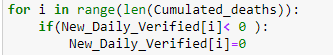 for i in range(len(Cumulated_deaths)):
    if(New_Daily_Verified[i]< 0 ):
        New_Daily_Verified[i]=0